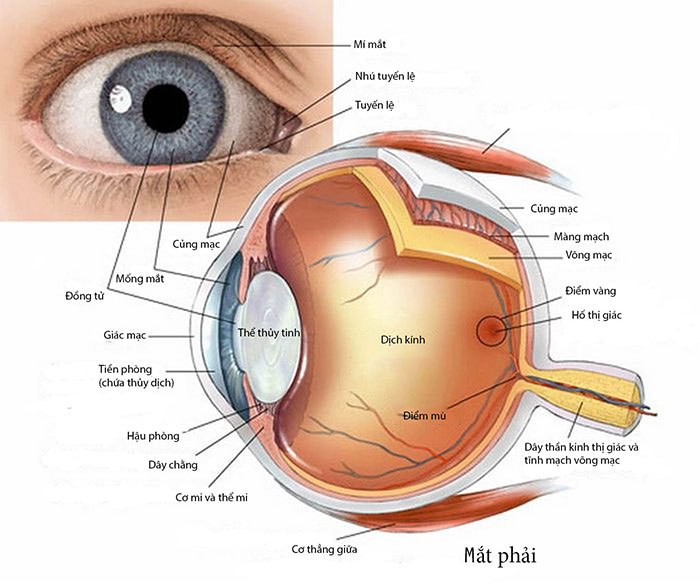 Mí mắt
Nhú tuyến lệ
Tuyến lệ
Củng mạc
Củng mạc
Màng mạch
Võng mạc
Mống mắt
Đồng tử
Điểm vàng
Hố thị giác
Giác mạc
Thể thủy tinh
Dịch kính
Tiền phòng
(chứa thủy dịch)
Điểm mù
Hậu phòng
Dây chằng
Dây thần kinh thị giác và
tĩnh mạch võng mạc
Cơ mi và thể mi
Cơ thẳng giữa
Mắt phải